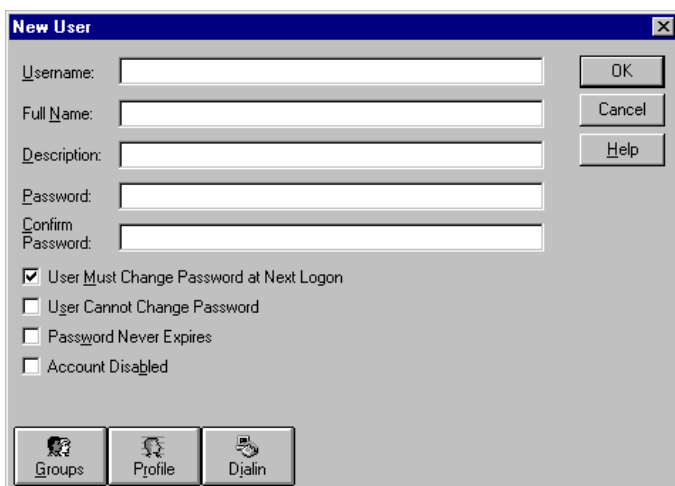 New User
Username:
OK
Full Name:
Cancel
Description:
Help
Password:
Confirm
Password:
User Must Change Password at Next Logon
User Cannot Change Password
Password Never Expires
Account Disabled
Groups
Profile
Dialin